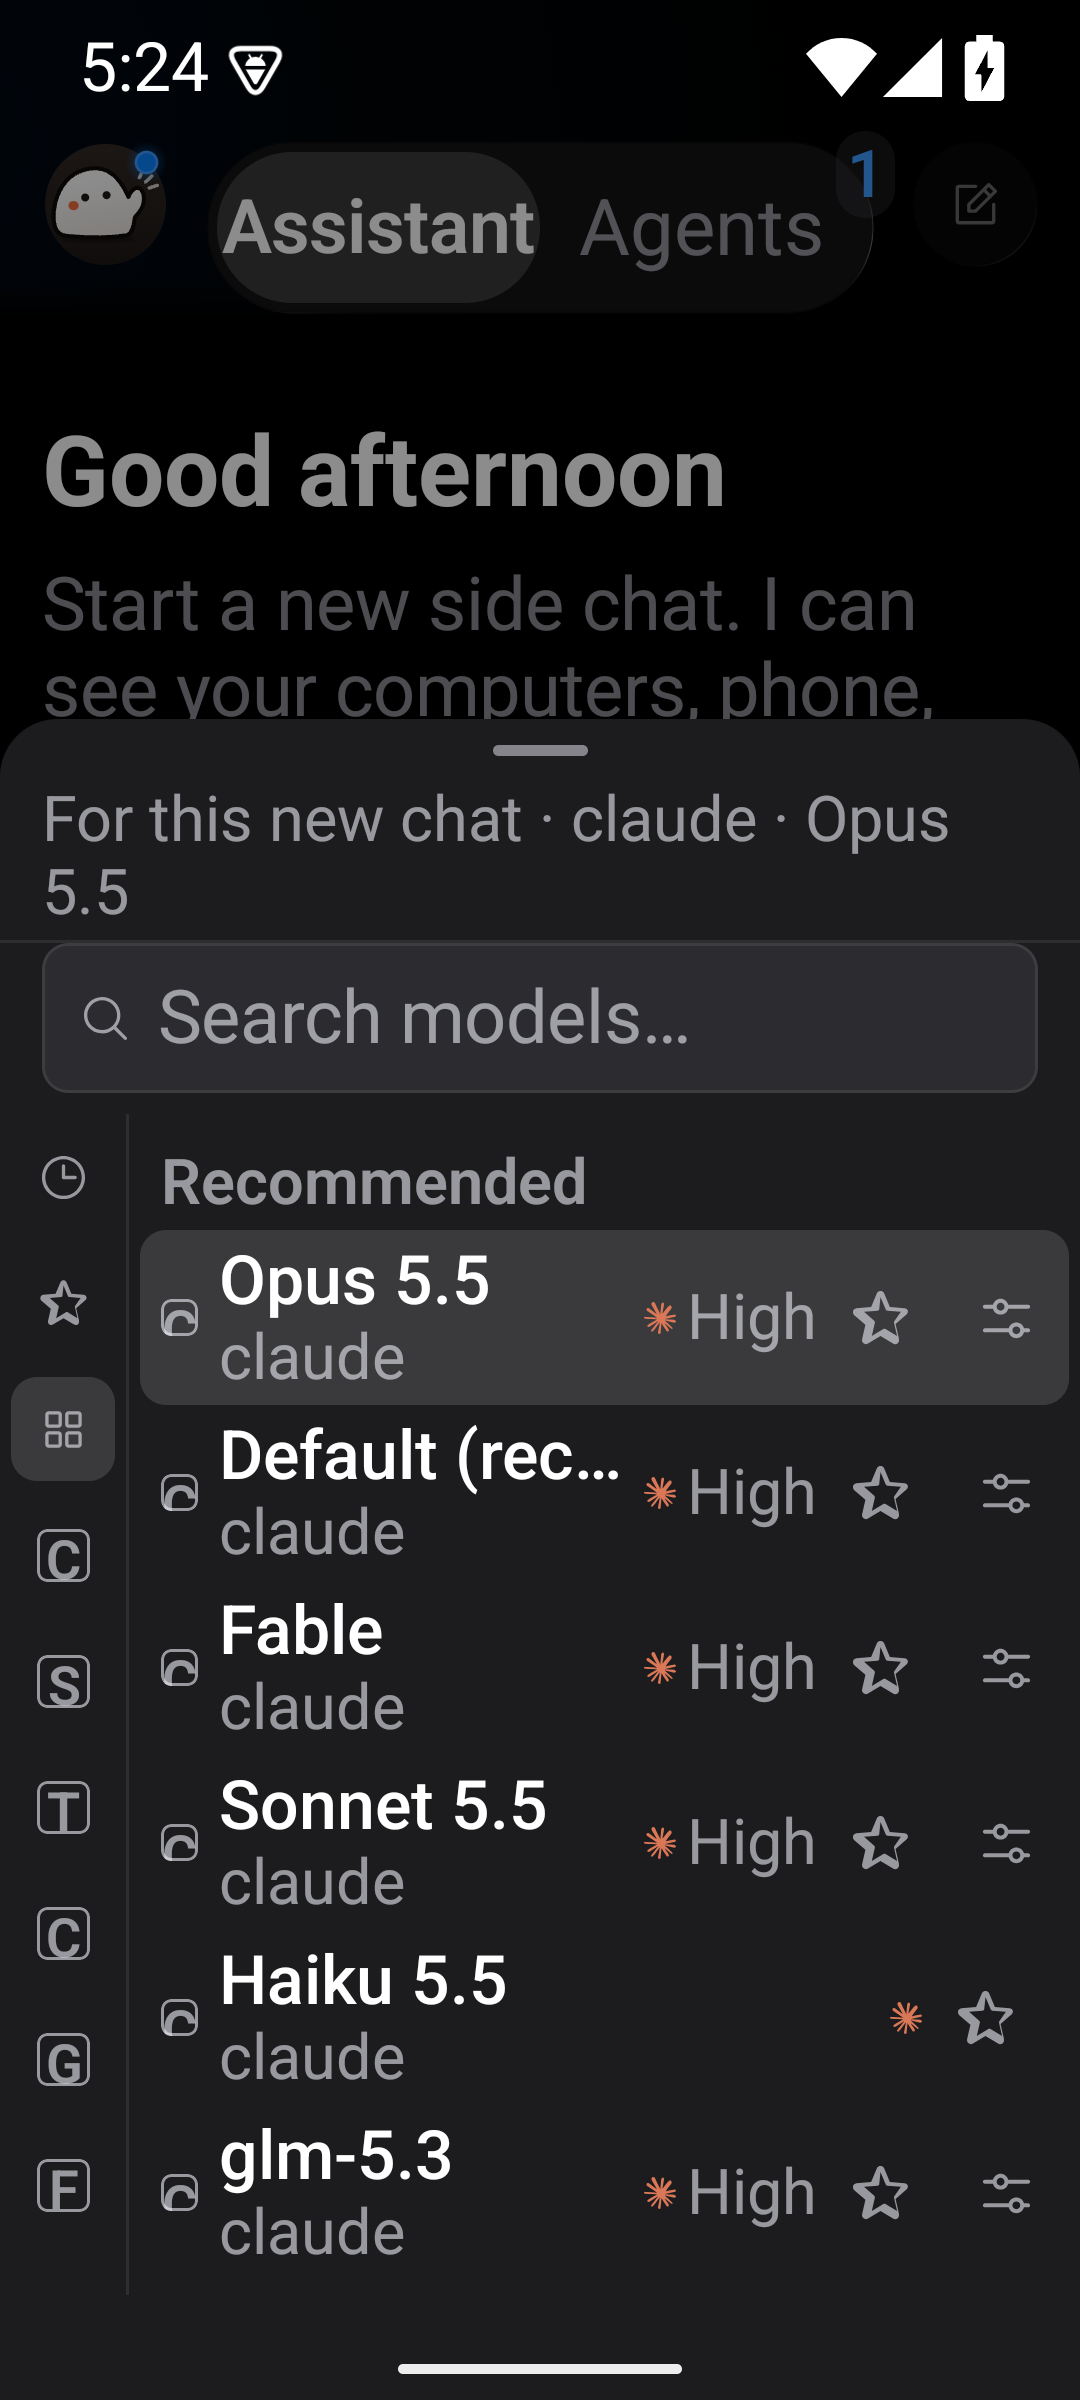 5:24
Assistant
Agents
1
Good afternoon
Start a new side chat. I can
see your computers, phone,
For this new chat · claude · Opus
5.5
Search models…
Recommended
Opus 5.5
claude
High
Default (rec…
claude
High
C
Fable
claude
High
S
Sonnet 5.5
claude
High
T
Haiku 5.5
claude
C
G
glm-5.3
claude
High
F